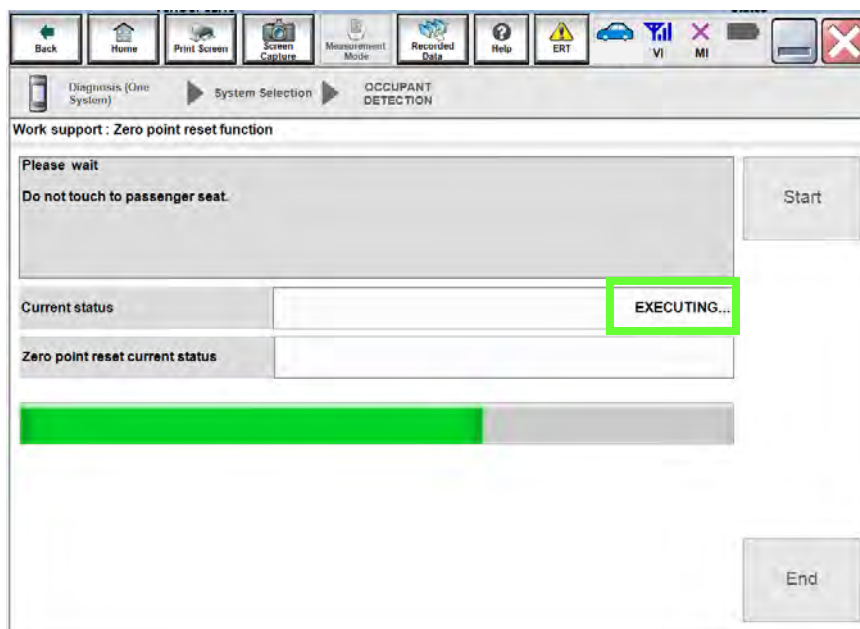 Back
Home
Print Screen
Screen
Capture
Measurement
Mode
Recorded
Data
Help
ERT
VI
MI
Diagnosis (One
System)
System Selection
OCCUPANT
DETECTION
Work support : Zero point reset function
Please wait
Do not touch to passenger seat.
Start
Current status
EXECUTING...
Zero point reset current status
End